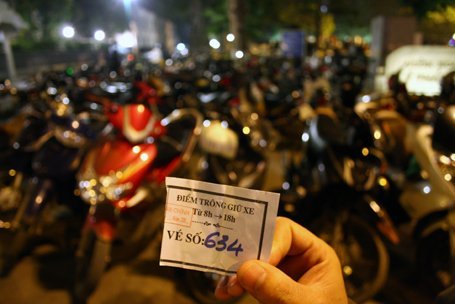 ĐIỂM TRÔNG GIỮ XE
Từ 8h → 18h
VÉ SỐ: 634